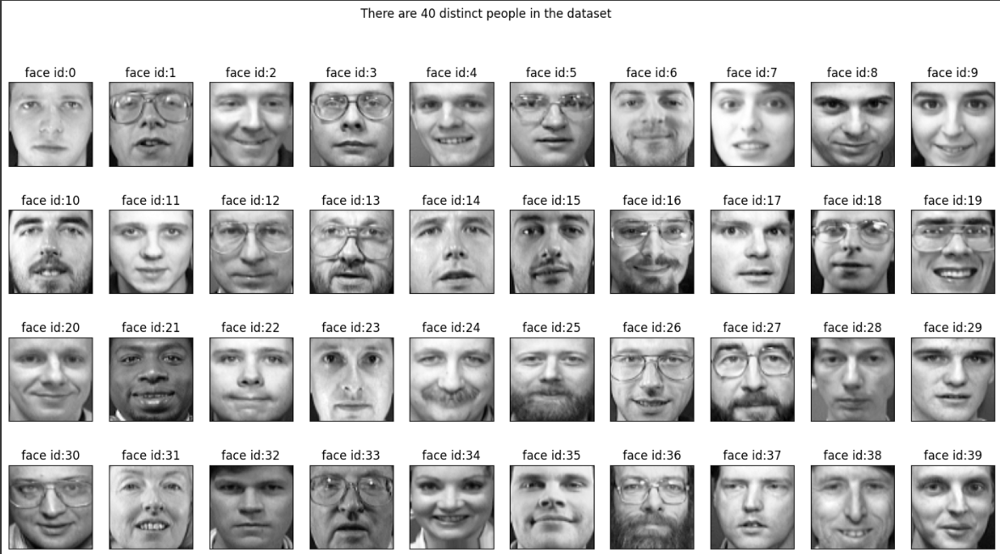 There are 40 distinct people in the dataset
face id:0 face id:1 face id:2 face id:3 face id:4 face id:5 face id:6 face id:7 face id:8 face id:9
face id:10 face id:11 face id:12 face id:13 face id:14 face id:15 face id:16 face id:17 face id:18 face id:19
face id:20 face id:21 face id:22 face id:23 face id:24 face id:25 face id:26 face id:27 face id:28 face id:29
face id:30 face id:31 face id:32 face id:33 face id:34 face id:35 face id:36 face id:37 face id:38 face id:39